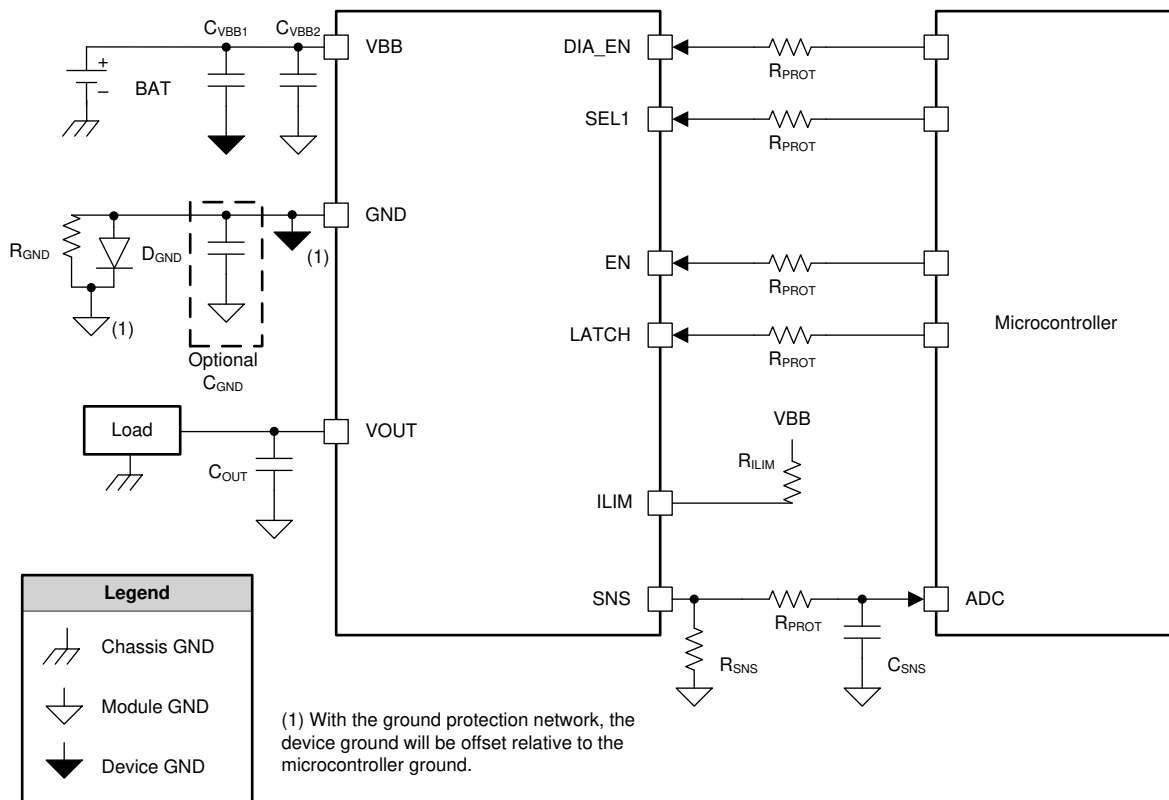 CVBB1
CVBB2
VBB
DIA_EN
RPROT
+
BAT
–
SEL1
RPROT
GND
RGND
DGND
(1)
(1)
EN
RPROT
Optional
CGND
LATCH
RPROT
Microcontroller
Load
VOUT
COUT
VBB
RILIM
ILIM
SNS
RPROT
ADC
RSNS
CSNS
Legend
Chassis GND
Module GND
Device GND
(1) With the ground protection network, the
device ground will be offset relative to the
microcontroller ground.